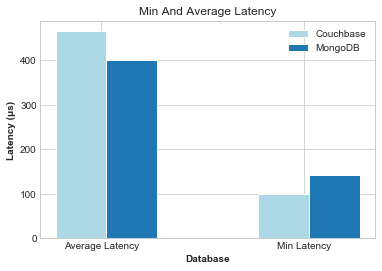 Min And Average Latency
Couchbase
MongoDB
Latency (μs)
400
300
200
100
0
Average Latency
Min Latency
Database